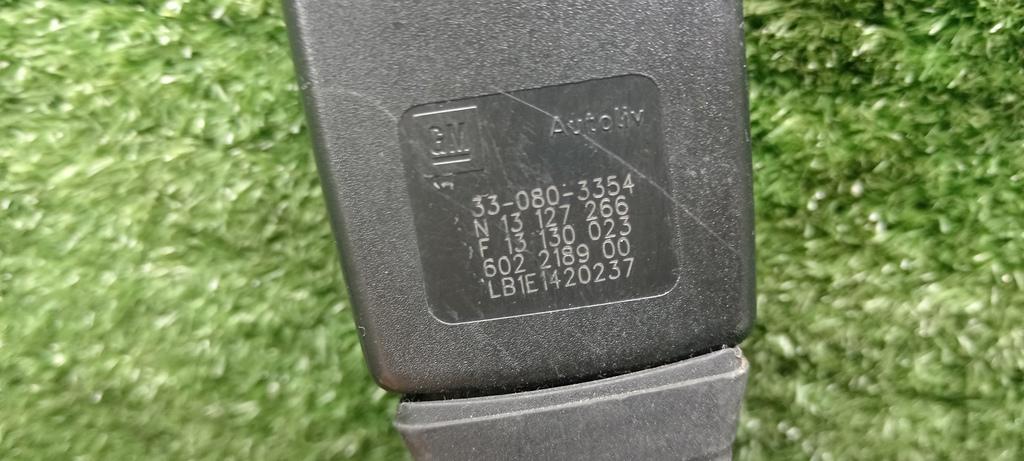 GM
Autoliv
33-080-3354
N 13 127 266
F 13 130 023
602 2189 00
LB1E1420237